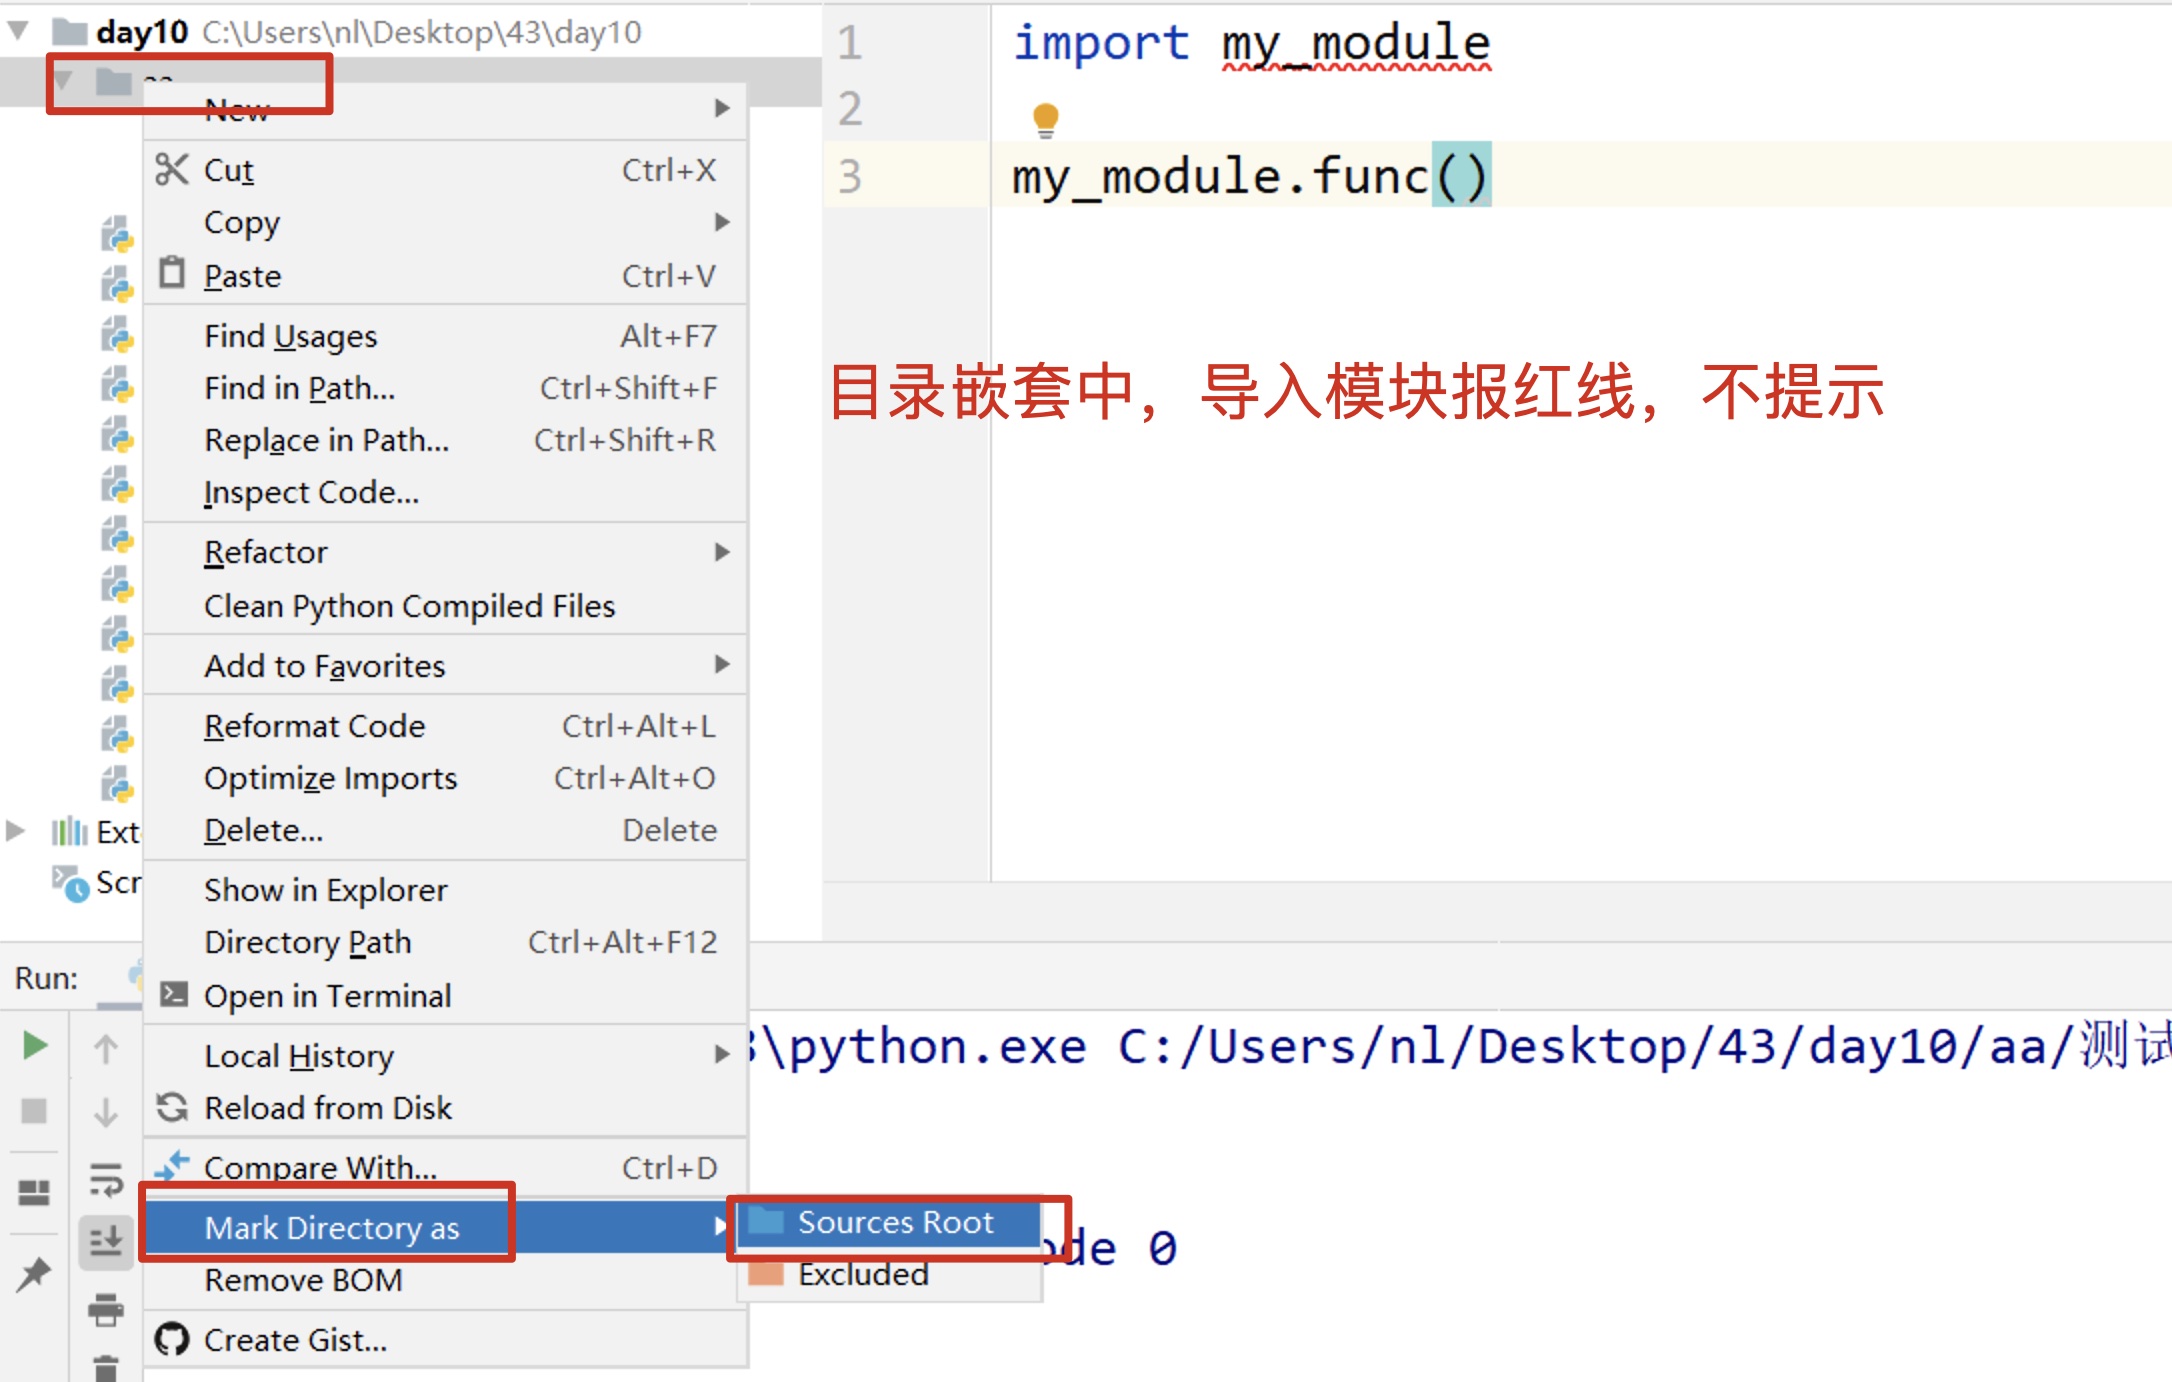 day10 C:\Users\nl\Desktop\43\day10
New
Cut Ctrl+X
Copy
Paste Ctrl+V
Find Usages Alt+F7
Find in Path... Ctrl+Shift+F
Replace in Path... Ctrl+Shift+R
Inspect Code...
Refactor
Clean Python Compiled Files
Add to Favorites
Reformat Code Ctrl+Alt+L
Optimize Imports Ctrl+Alt+O
Delete... Delete
Show in Explorer
Directory Path Ctrl+Alt+F12
Open in Terminal
Local History
Reload from Disk
Compare With... Ctrl+D
Mark Directory as
Remove BOM
Create Gist...
Sources Root
Excluded
Ext
Scr
1 import my_module
2
3 my_module.func()
目录嵌套中，导入模块报红线，不提示
Run:
\python.exe C:/Users/nl/Desktop/43/day10/aa/测试
ode 0